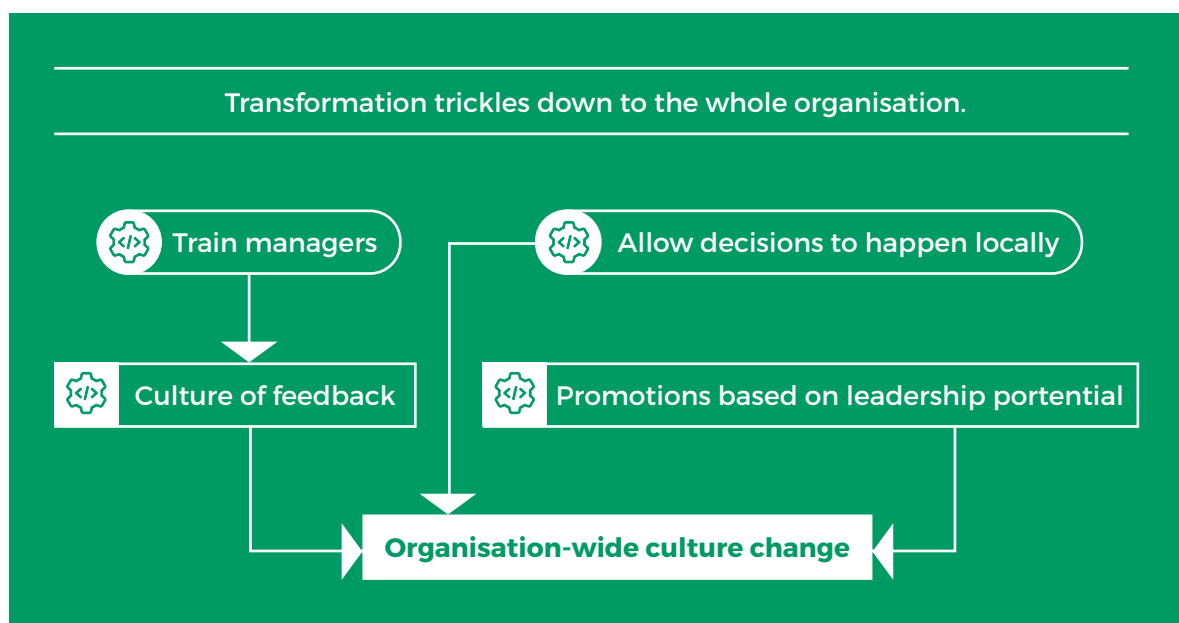 Transformation trickles down to the whole organisation.
</> Train managers
</> Allow decisions to happen locally
</> Culture of feedback
</> Promotions based on leadership portential
Organisation-wide culture change